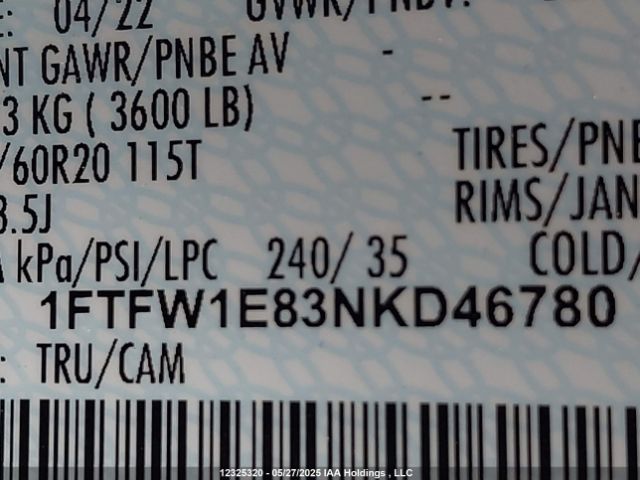 : 04/22 GVWR/PNBV:
NT GAWR/PNBE AV -
3 KG ( 3600 LB) --
/60R20 115T TIRES/PNE
8.5J RIMS/JAN
kPa/PSI/LPC 240/ 35 COLD/
1FTFW1E83NKD46780
: TRU/CAM
12325320 - 05/27/2025 IAA Holdings , LLC